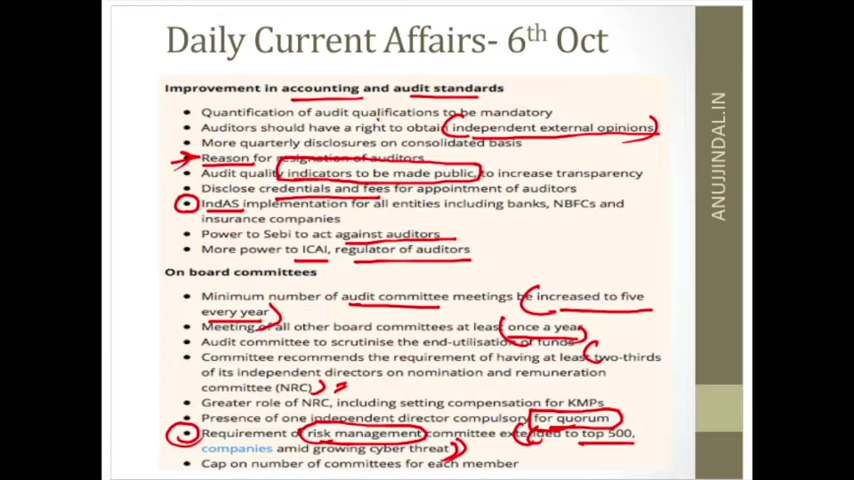 Daily Current Affairs- 6th Oct
Improvement in accounting and audit standards
Quantification of audit qualifications to be mandatory
Auditors should have a right to obtain independent external opinions
More quarterly disclosures on consolidated basis
Reason for resignation of auditors
Audit quality indicators to be made public, to increase transparency
Disclose credentials and fees for appointment of auditors
IndAS implementation for all entities including banks, NBFCs and
insurance companies
Power to Sebi to act against auditors
More power to ICAI, regulator of auditors
On board committees
Minimum number of audit committee meetings be increased to five
every year
Meeting of all other board committees at least once a year
Audit committee to scrutinise the end-utilisation of funds
Committee recommends the requirement of having at least two-thirds
of its independent directors on nomination and remuneration
committee (NRC)
Greater role of NRC, including setting compensation for KMPs
Presence of one independent director compulsory for quorum
Requirement of risk management committee extended to top 500,
companies amid growing cyber threat
Cap on number of committees for each member
ANUJJINDAL.IN